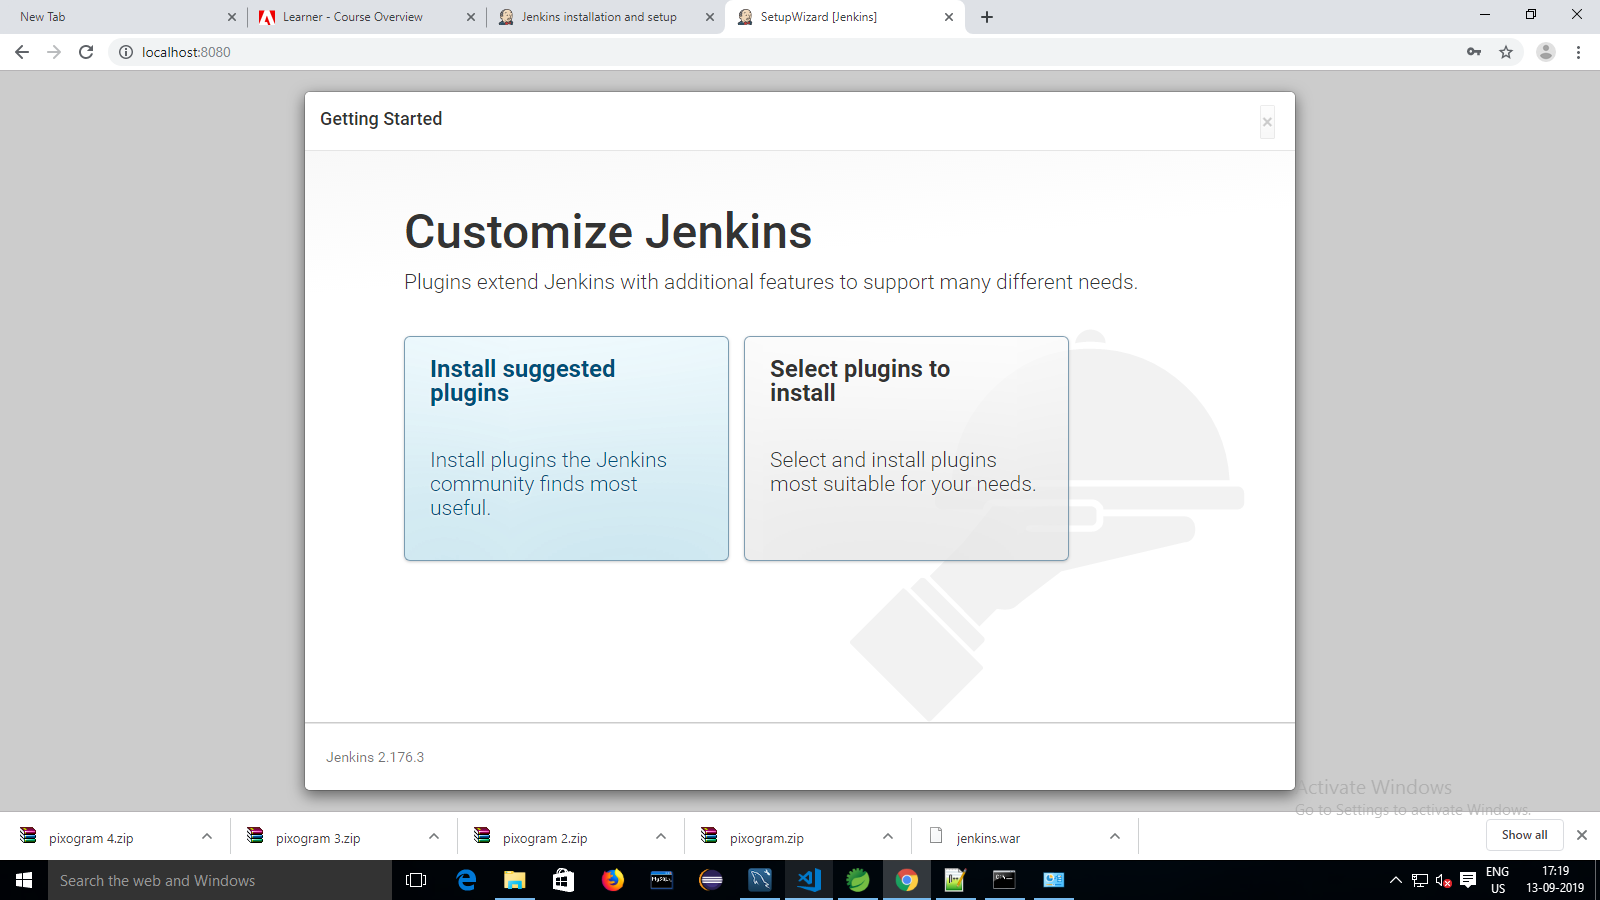 New Tab
Learner - Course Overview
Jenkins installation and setup
SetupWizard [Jenkins]
localhost:8080
Getting Started
Customize Jenkins
Plugins extend Jenkins with additional features to support many different needs.
Install suggested
plugins
Install plugins the Jenkins
community finds most
useful.
Select plugins to
install
Select and install plugins
most suitable for your needs.
Jenkins 2.176.3
Activate Windows
Go to Settings to activate Windows.
pixogram 4.zip
pixogram 3.zip
pixogram 2.zip
pixogram.zip
jenkins.war
Show all
Search the web and Windows
MySQL
ENG
US
17:19
13-09-2019